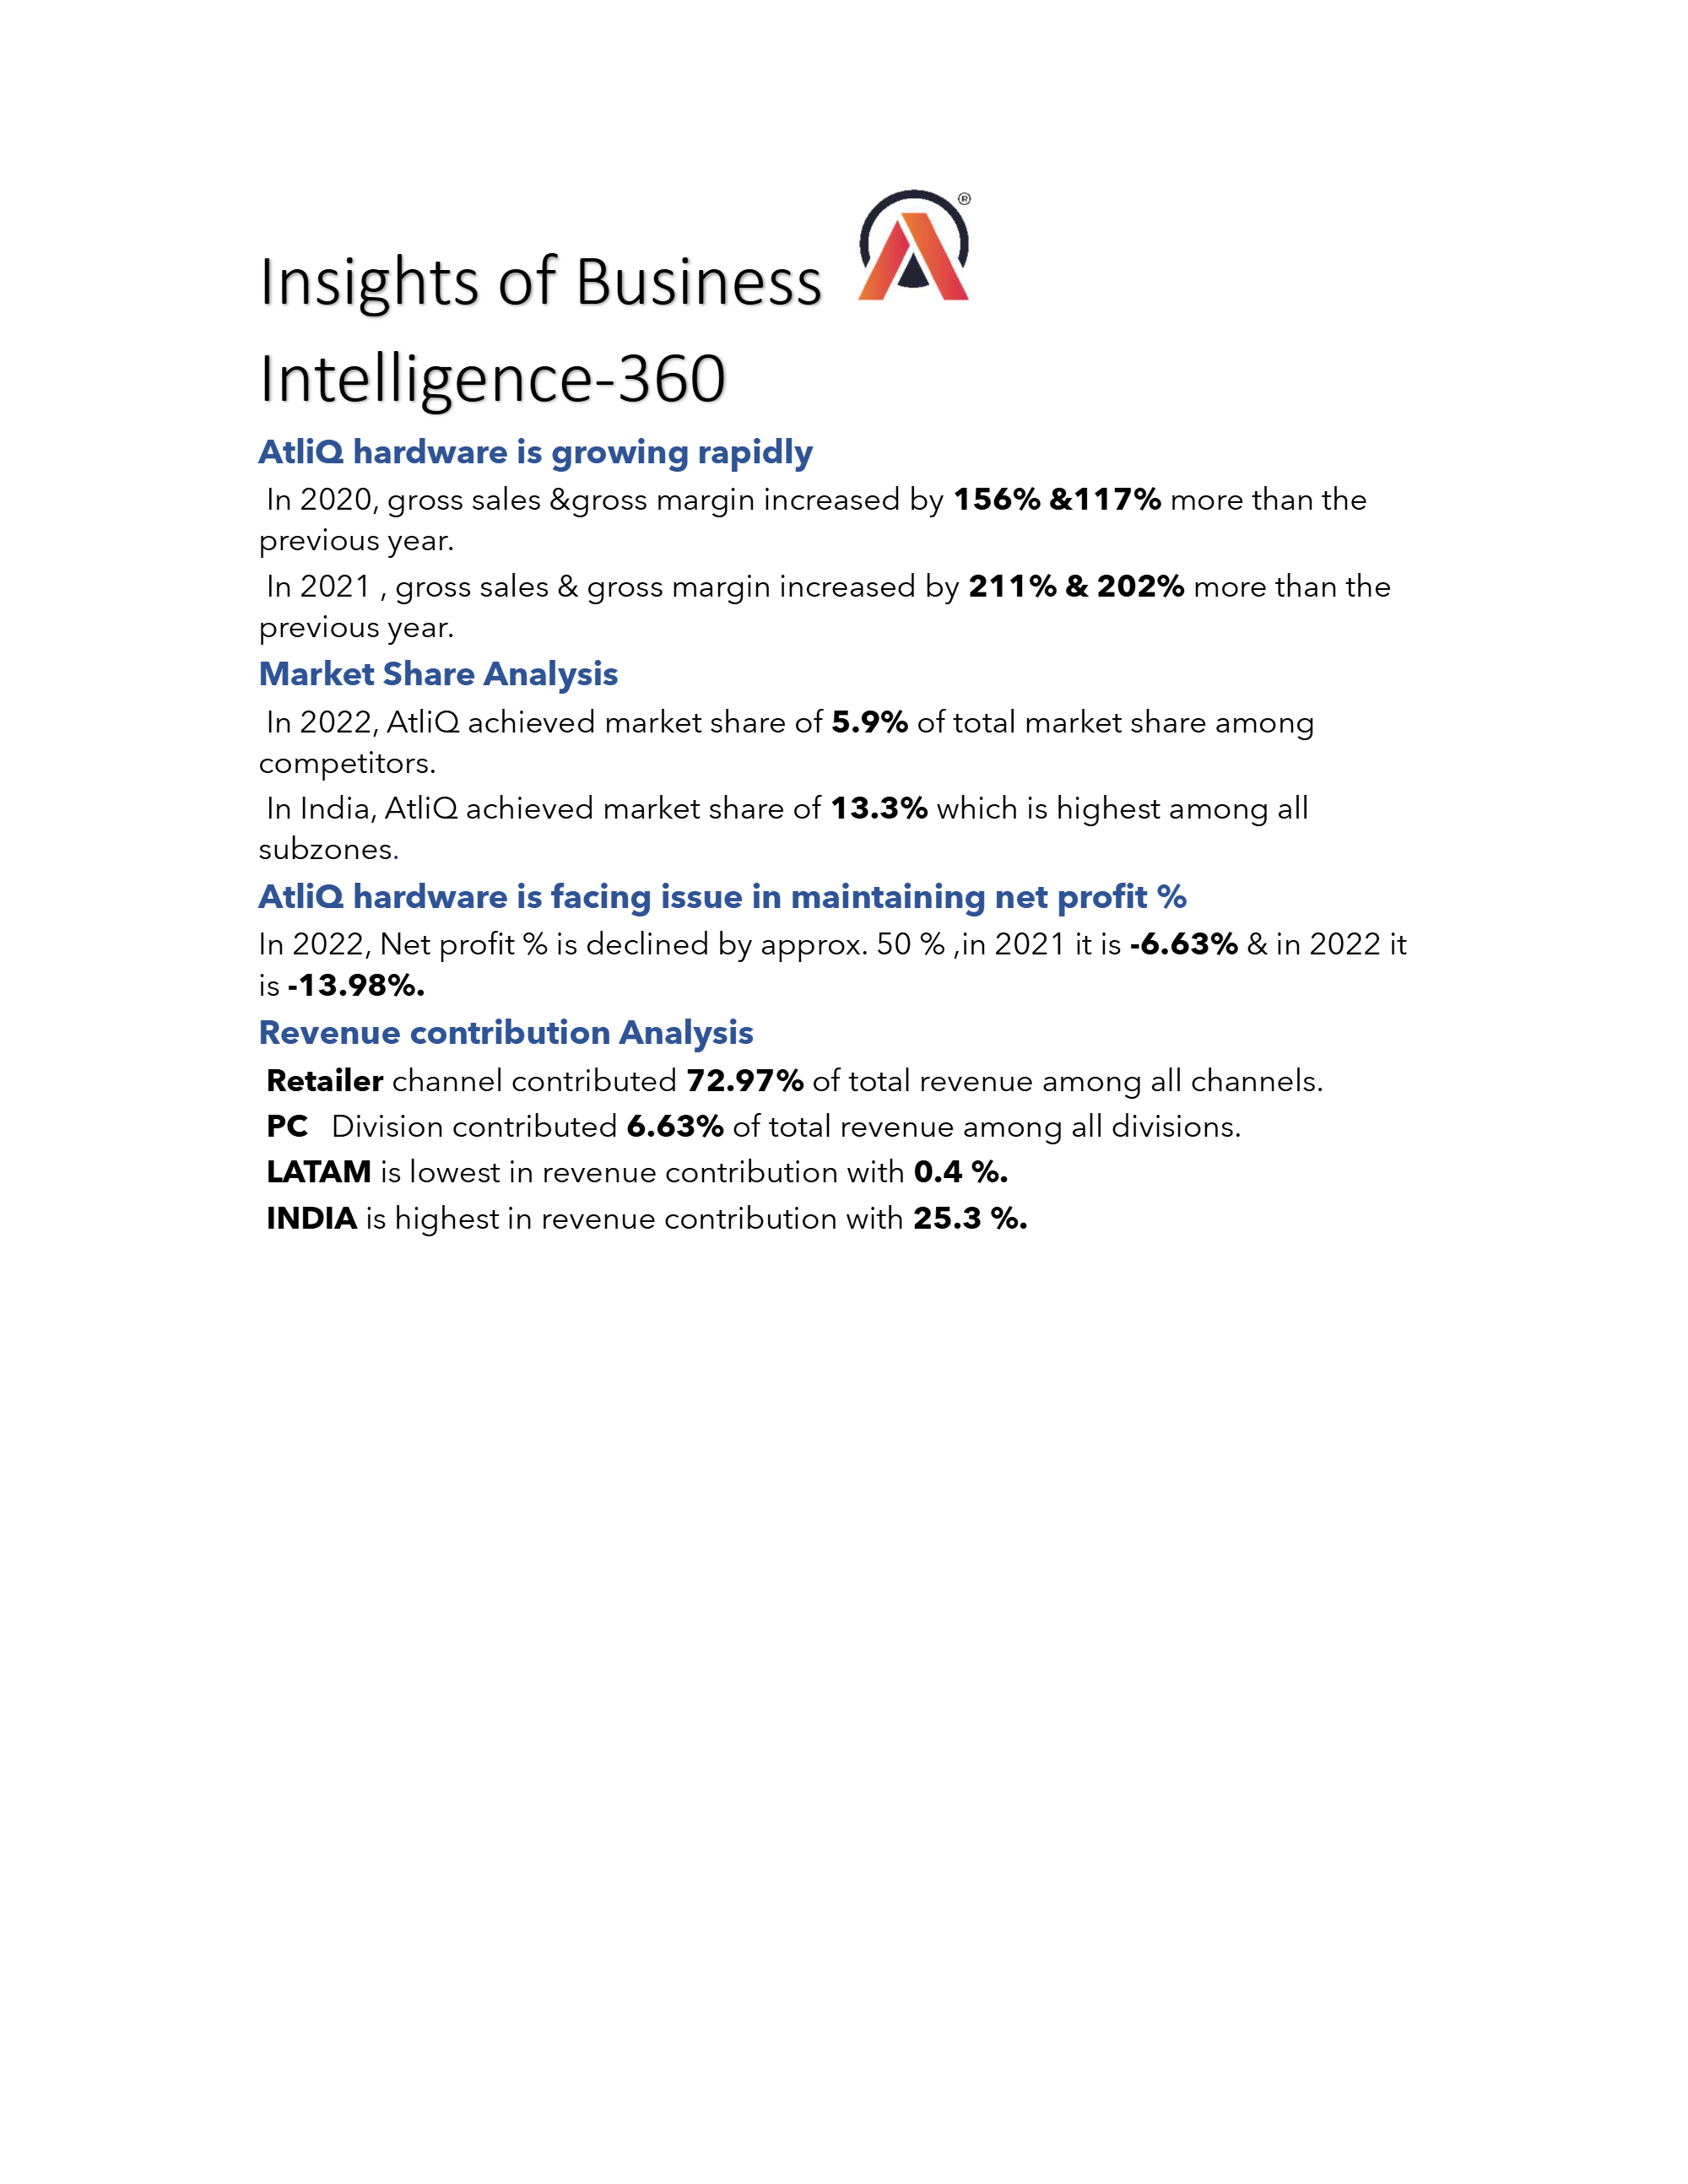 Insights of Business
Intelligence-360
AtliQ hardware is growing rapidly
In 2020, gross sales &gross margin increased by 156% &117% more than the
previous year.
In 2021 , gross sales & gross margin increased by 211% & 202% more than the
previous year.
Market Share Analysis
In 2022, AtliQ achieved market share of 5.9% of total market share among
competitors.
In India, AtliQ achieved market share of 13.3% which is highest among all
subzones.
AtliQ hardware is facing issue in maintaining net profit %
In 2022, Net profit % is declined by approx. 50 % ,in 2021 it is -6.63% & in 2022 it
is -13.98%.
Revenue contribution Analysis
Retailer channel contributed 72.97% of total revenue among all channels.
PC   Division contributed 6.63% of total revenue among all divisions.
LATAM is lowest in revenue contribution with 0.4 %.
INDIA is highest in revenue contribution with 25.3 %.